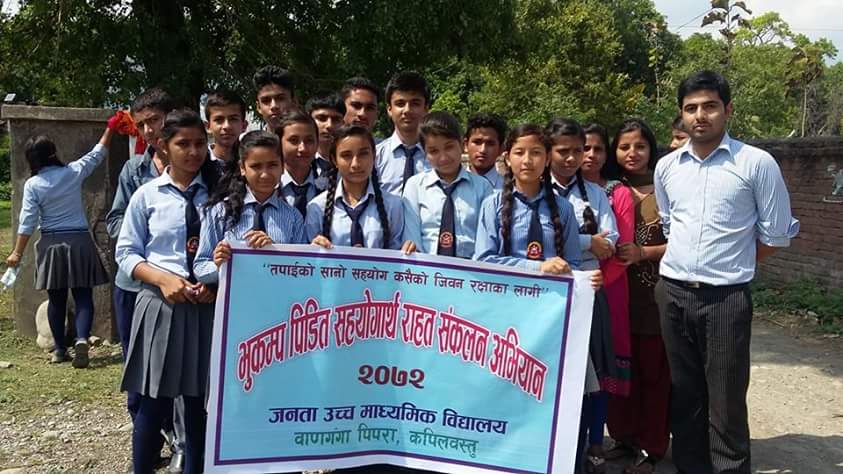 "तपाईको सानो सहयोग कसैको जिवन रक्षाका लागी"
भुकम्प पिडित सहयोगार्थ राहत संकलन अभियान
२०७२
जनता उच्च माध्यमिक विद्यालय
वाणगंगा पिपरा, कपिलवस्तु